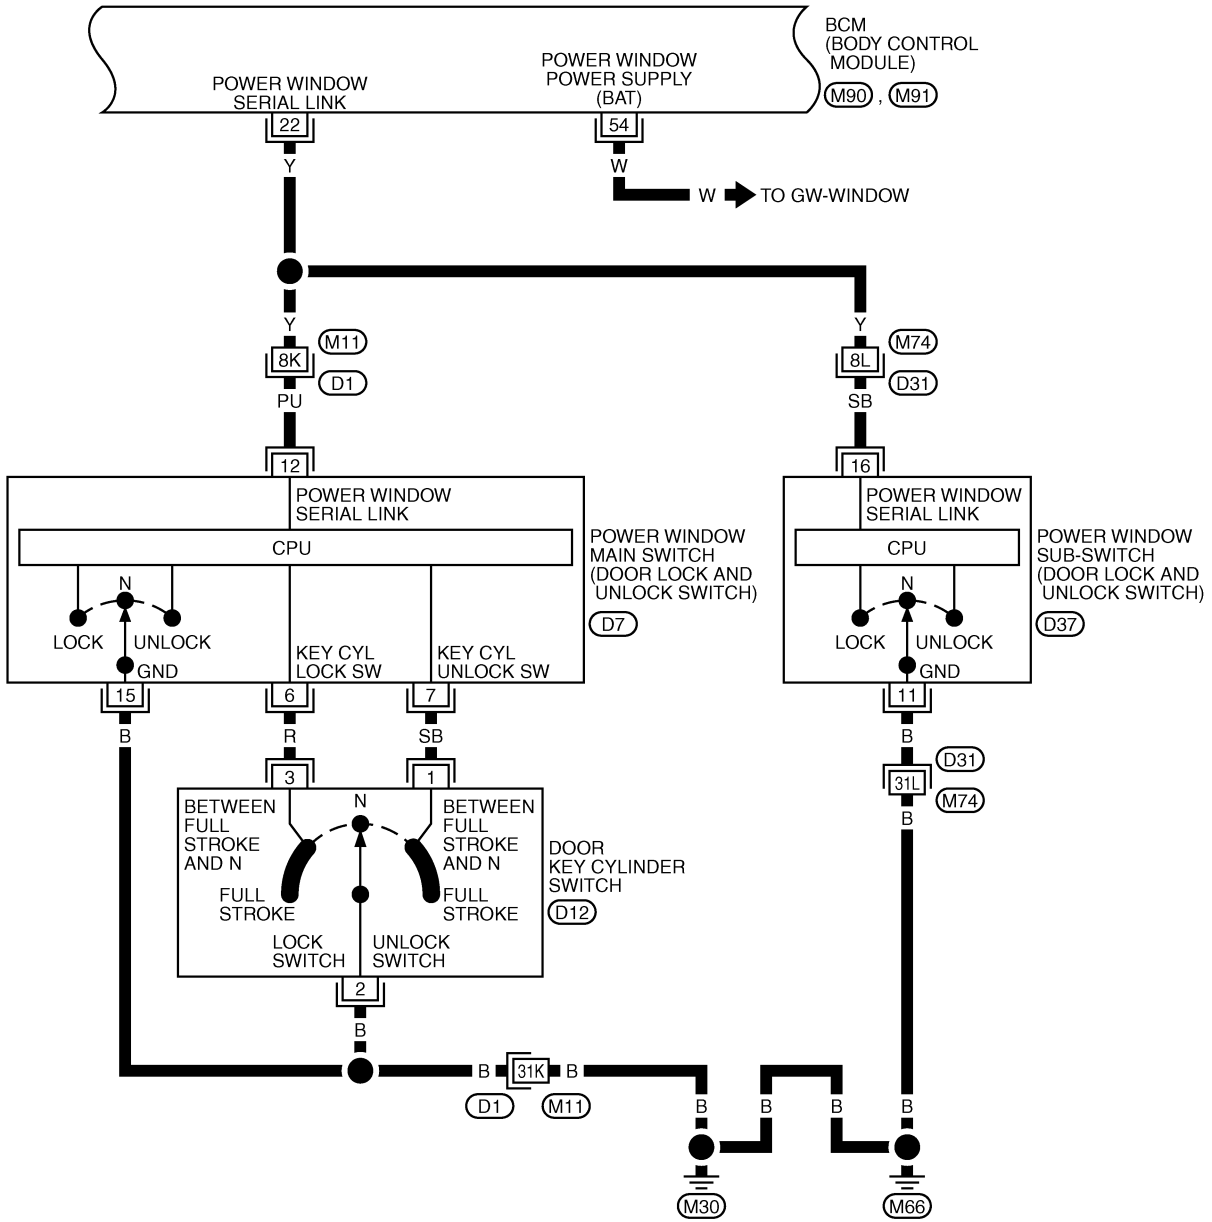 BCM
(BODY CONTROL
MODULE)
M90 , M91
POWER WINDOW
SERIAL LINK
POWER WINDOW
POWER SUPPLY
(BAT)
22
54
Y
W
W
TO GW-WINDOW
Y
Y
M11
M74
8K
8L
D1
D31
PU
SB
12
16
POWER WINDOW
SERIAL LINK
CPU
N
LOCK
UNLOCK
GND
KEY CYL
LOCK SW
KEY CYL
UNLOCK SW
POWER WINDOW
MAIN SWITCH
(DOOR LOCK AND
UNLOCK SWITCH)
D7
POWER WINDOW
SERIAL LINK
CPU
N
LOCK
UNLOCK
GND
POWER WINDOW
SUB-SWITCH
(DOOR LOCK AND
UNLOCK SWITCH)
D37
15
6
7
11
B
R
SB
B
D31
31L
M74
B
3
1
BETWEEN
FULL
STROKE
AND N
N
BETWEEN
FULL
STROKE
AND N
FULL
STROKE
FULL
STROKE
LOCK
SWITCH
UNLOCK
SWITCH
DOOR
KEY CYLINDER
SWITCH
D12
2
B
B
31K
B
D1
M11
B
B
B
B
M30
M66